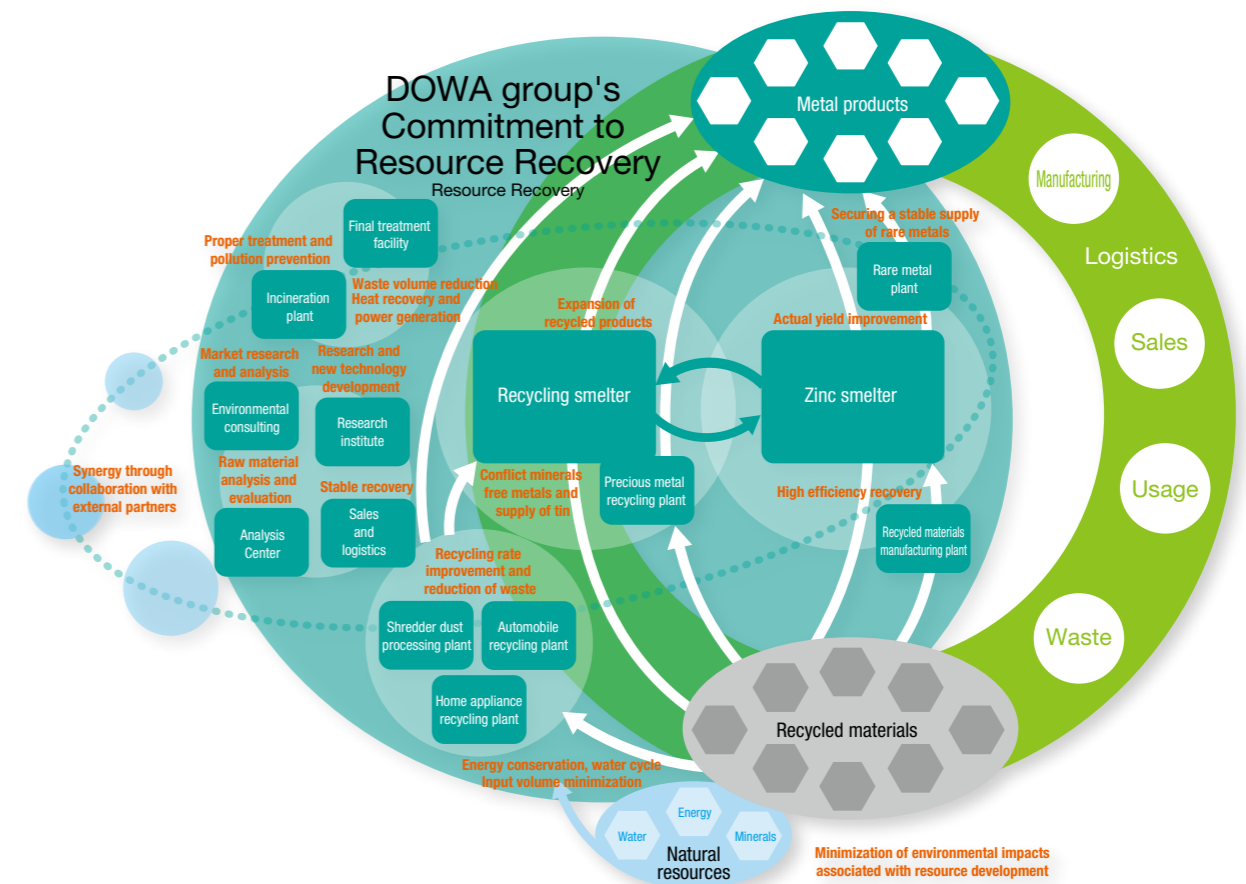 DOWA group's
Commitment to
Resource Recovery
Resource Recovery
Metal products
Manufacturing
Logistics
Sales
Usage
Waste
Final treatment
facility
Proper treatment and
pollution prevention
Incineration
plant
Waste volume reduction
Heat recovery and
power generation
Securing a stable supply
of rare metals
Rare metal
plant
Expansion of
recycled products
Actual yield improvement
Recycling smelter
Zinc smelter
Market research
and analysis
Research and
new technology
development
Environmental
consulting
Research
institute
Raw material
analysis and
evaluation
Stable recovery
Analysis
Center
Sales
and
logistics
Synergy through
collaboration with
external partners
Conflict minerals
free metals and
supply of tin
Precious metal
recycling plant
High efficiency recovery
Recycled materials
manufacturing plant
Recycling rate
improvement and
reduction of waste
Shredder dust
processing plant
Automobile
recycling plant
Home appliance
recycling plant
Recycled materials
Energy conservation, water cycle
Input volume minimization
Water
Energy
Minerals
Natural
resources
Minimization of environmental impacts
associated with resource development